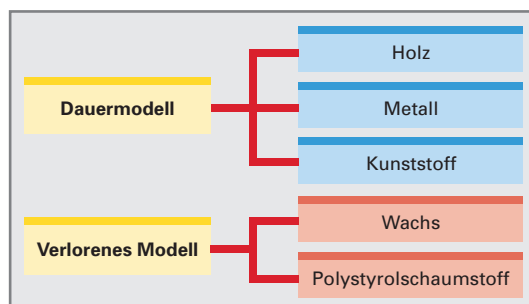 Dauermodell
Holz
Metall
Kunststoff
Verlorenes Modell
Wachs
Polystyrolschaumstoff